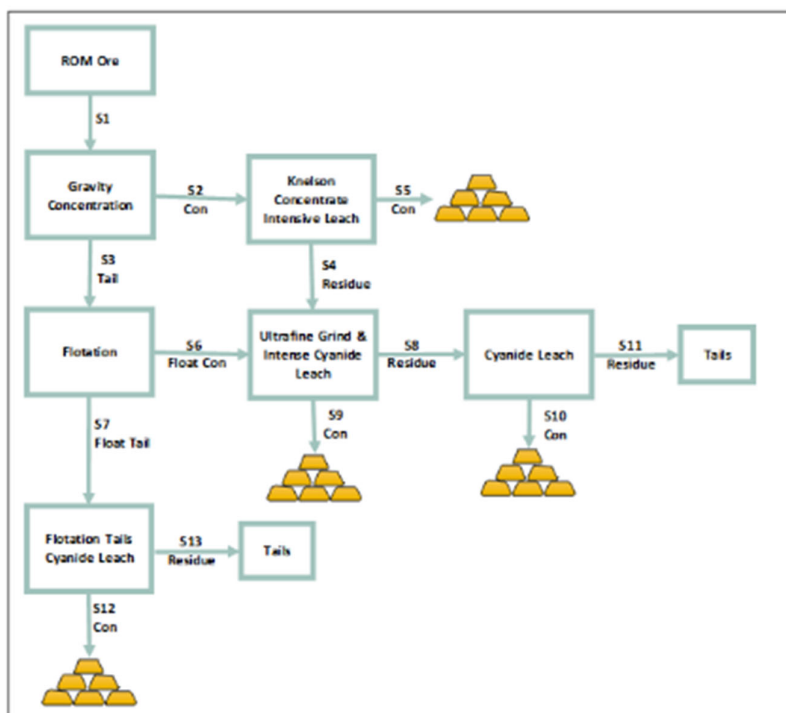 ROM Ore
S1
Gravity
Concentration
S2
Con
Knelson
Concentrate
Intensive Leach
S5
Con
S3
Tail
S4
Residue
Flotation
S6
Float Con
Ultrafine Grind &
Intense Cyanide
Leach
S8
Residue
Cyanide Leach
S11
Residue
Tails
S7
Float Tail
S9
Con
S10
Con
Flotation Tails
Cyanide Leach
S13
Residue
Tails
S12
Con